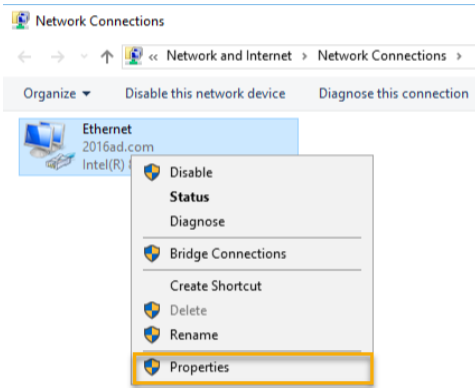 Network Connections
« Network and Internet > Network Connections >
Organize Disable this network device Diagnose this connection
Ethernet
2016ad.com
Intel(R)
Disable
Status
Diagnose
Bridge Connections
Create Shortcut
Delete
Rename
Properties